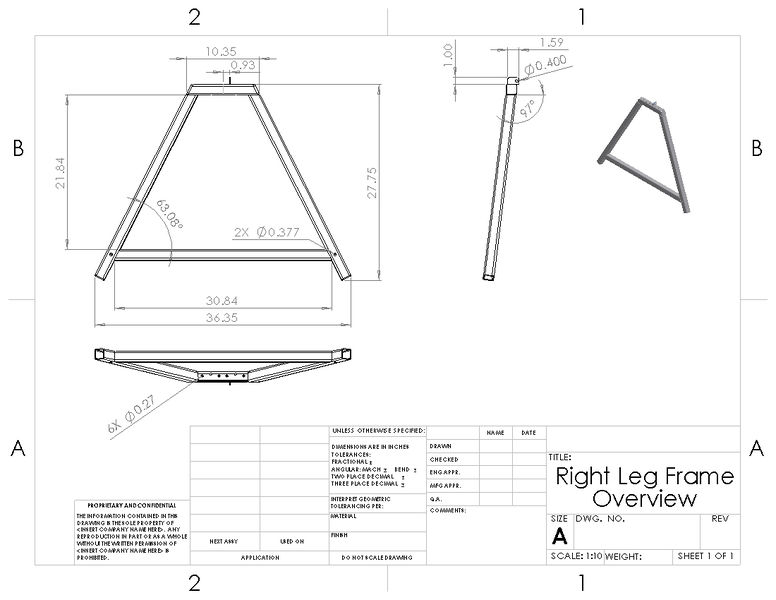 2
1
10.35
0.93
1.00
1.59
Ø0.400
97°
B
B
21.84
63.08°
27.75
2X Ø0.377
30.84
36.35
6X Ø0.27
A
A
UNLESS OTHERWISE SPECIFIED:
NAME
DATE
DIMENSIONS ARE IN INCHES
TOLERANCES:
FRACTIONAL ±
ANGULAR: MACH ± BEND ±
TWO PLACE DECIMAL ±
THREE PLACE DECIMAL ±
DRAWN
CHECKED
ENG APPR.
MFG APPR.
INTERPRET GEOMETRIC
TOLERANCING PER:
Q.A.
MATERIAL
COMMENTS:
FINISH
TITLE:
Right Leg Frame
Overview
PROPRIETARY AND CONFIDENTIAL
THE INFORMATION CONTAINED IN THIS
DRAWING IS THE SOLE PROPERTY OF
<INSERT COMPANY NAME HERE>. ANY
REPRODUCTION IN PART OR AS A WHOLE
WITHOUT THE WRITTEN PERMISSION OF
<INSERT COMPANY NAME HERE> IS
PROHIBITED.
NEXT ASSY
USED ON
APPLICATION
DO NOT SCALE DRAWING
SIZE
DWG. NO.
REV
A
SCALE: 1:10
WEIGHT:
SHEET 1 OF 1
2
1